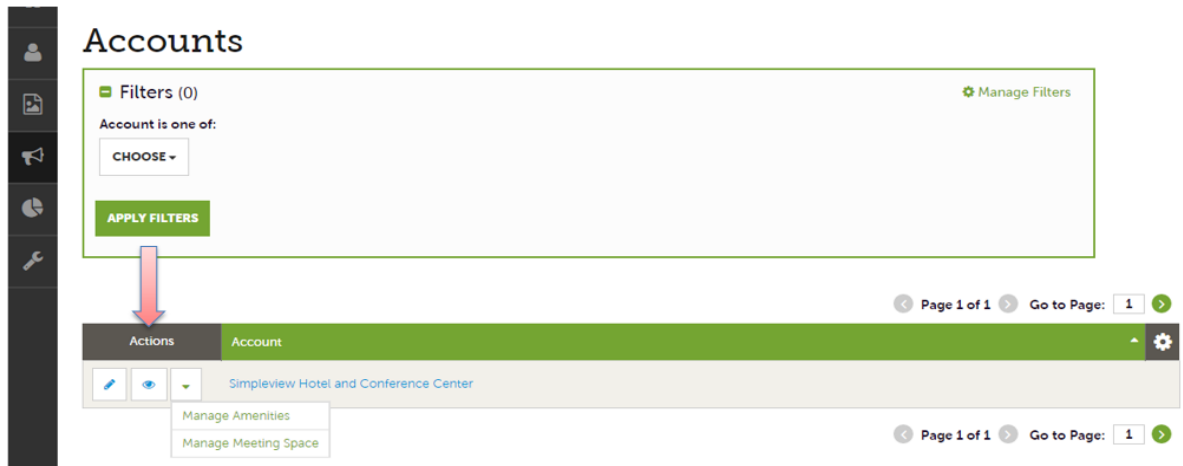 Accounts
Filters (0)
Manage Filters
Account is one of:
CHOOSE
APPLY FILTERS
Page 1 of 1 Go to Page: 1
Actions Account
Simpleview Hotel and Conference Center
Manage Amenities
Manage Meeting Space
Page 1 of 1 Go to Page: 1